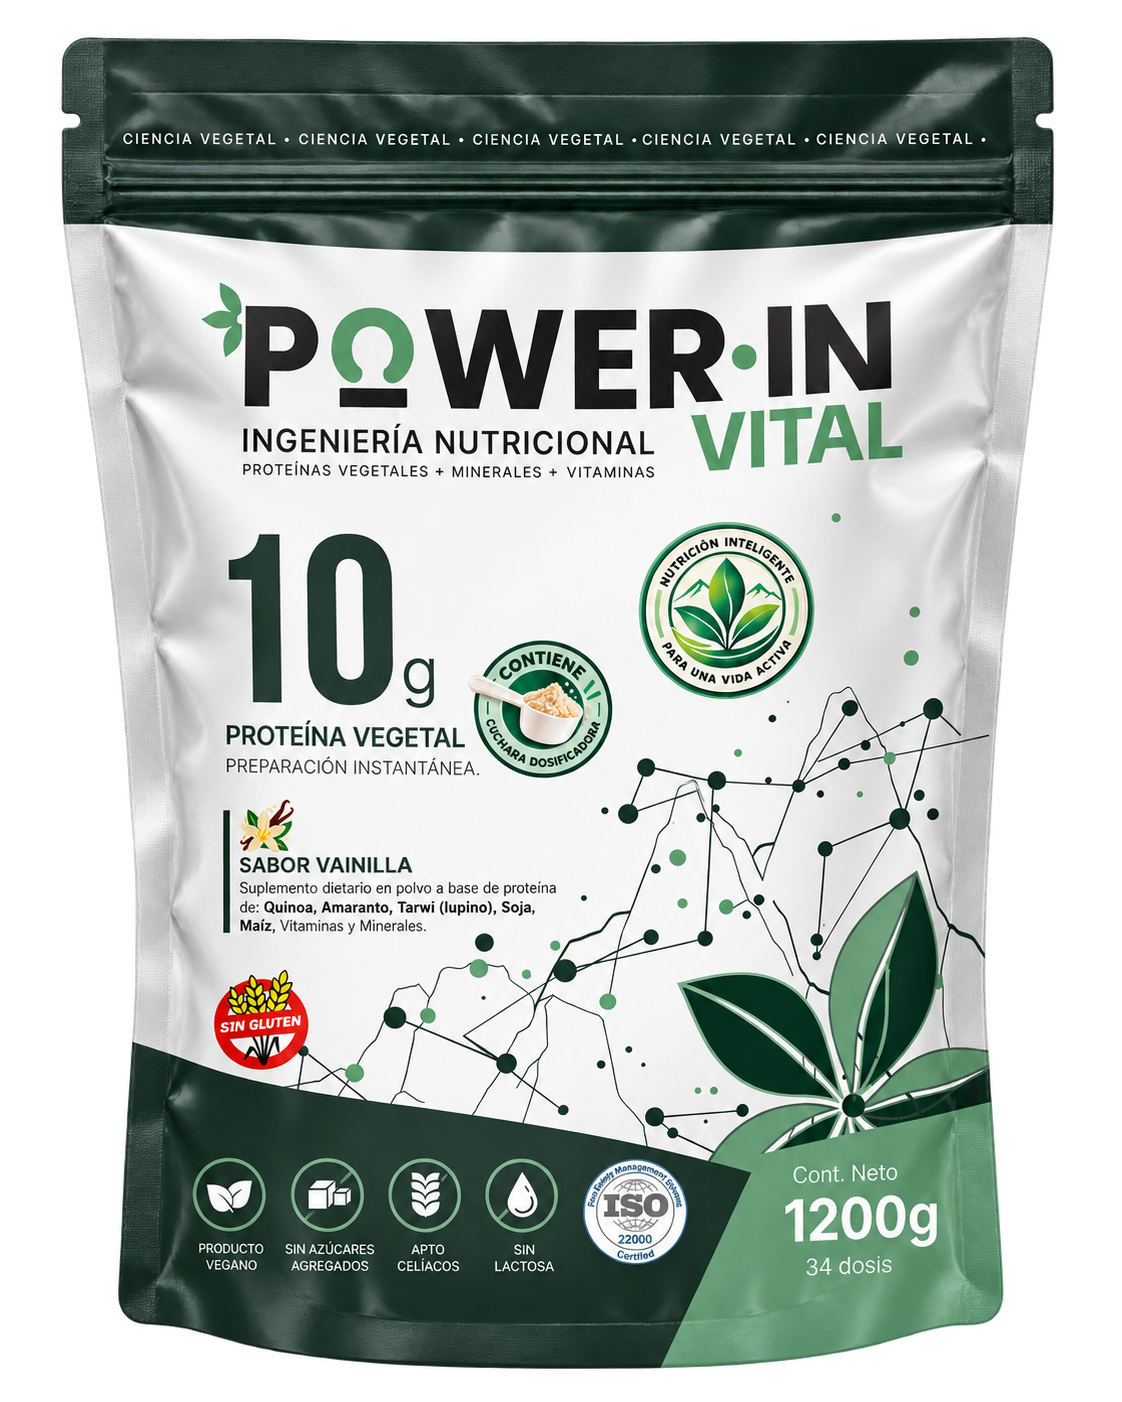 CIENCIA VEGETAL • CIENCIA VEGETAL • CIENCIA VEGETAL • CIENCIA VEGETAL • CIENCIA VEGETAL •
POWER·IN
VITAL
INGENIERÍA NUTRICIONAL
PROTEÍNAS VEGETALES + MINERALES + VITAMINAS
10g
PROTEÍNA VEGETAL
PREPARACIÓN INSTANTÁNEA.
CONTIENE
CUCHARA DOSIFICADORA
NUTRICIÓN INTELIGENTE
PARA UNA VIDA ACTIVA
SABOR VAINILLA
Suplemento dietario en polvo a base de proteína
de: Quinoa, Amaranto, Tarwi (lupino), Soja,
Maíz, Vitaminas y Minerales.
SIN GLUTEN
PRODUCTO
VEGANO
SIN AZÚCARES
AGREGADOS
APTO
CELÍACOS
SIN
LACTOSA
Management
ISO
22000
Certified
Cont. Neto
1200g
34 dosis